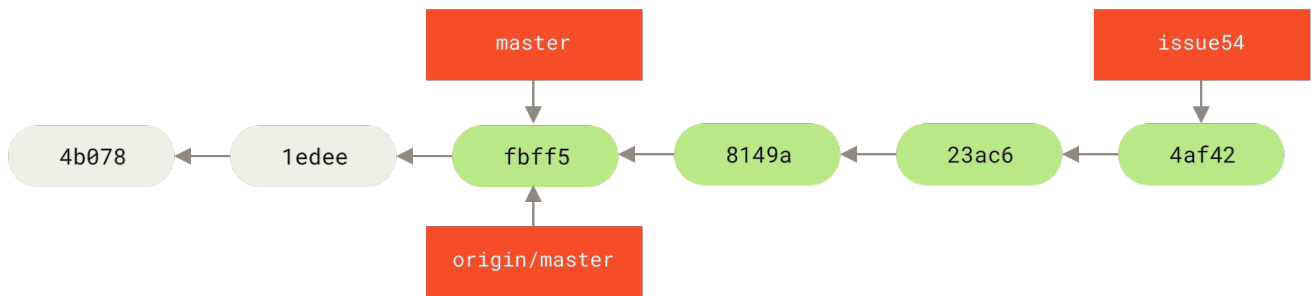 master
issue54
4b078
1edee
fbff5
8149a
23ac6
4af42
origin/master